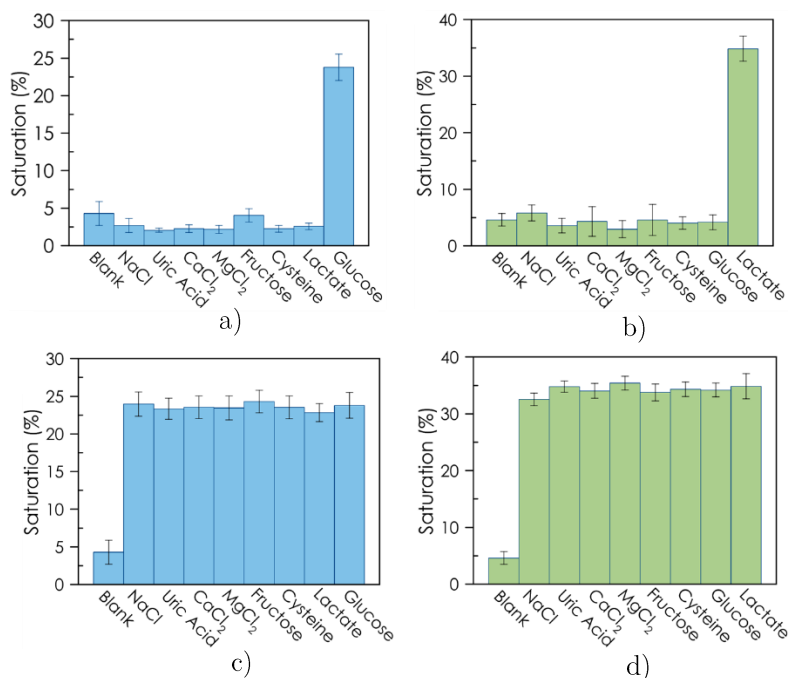 30
25
20
15
10
5
0
Saturation (%)
Blank
NaCl
Uric Acid
CaCl2
MgCl2
Fructose
Cysteine
Lactate
Glucose
a)
40
30
20
10
0
Saturation (%)
Blank
NaCl
Uric Acid
CaCl2
MgCl2
Fructose
Cysteine
Glucose
Lactate
b)
30
25
20
15
10
5
0
Saturation (%)
Blank
NaCl
Uric Acid
CaCl2
MgCl2
Fructose
Cysteine
Lactate
Glucose
c)
40
30
20
10
0
Saturation (%)
Blank
NaCl
Uric Acid
CaCl2
MgCl2
Fructose
Cysteine
Glucose
Lactate
d)